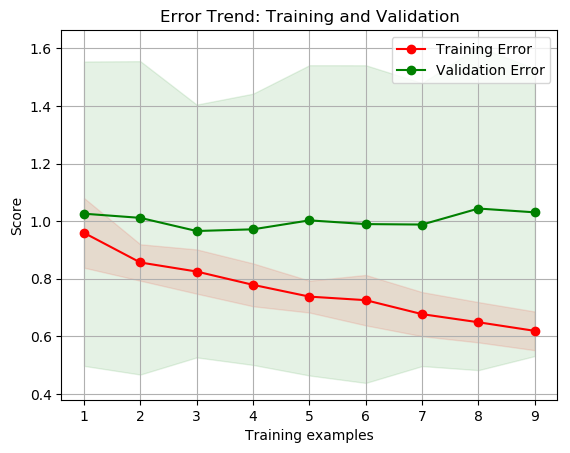 Error Trend: Training and Validation
Training Error
Validation Error
Score
1.6
1.4
1.2
1.0
0.8
0.6
0.4
1 2 3 4 5 6 7 8 9
Training examples